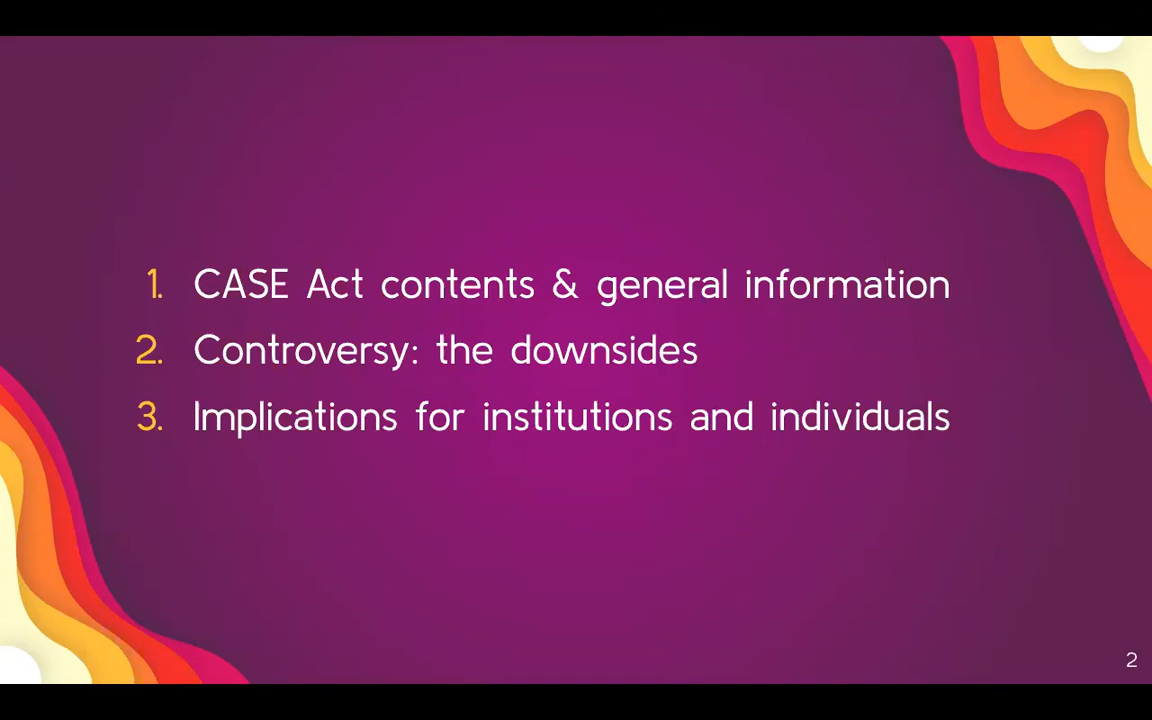 1. CASE Act contents & general information
2. Controversy: the downsides
3. Implications for institutions and individuals
2